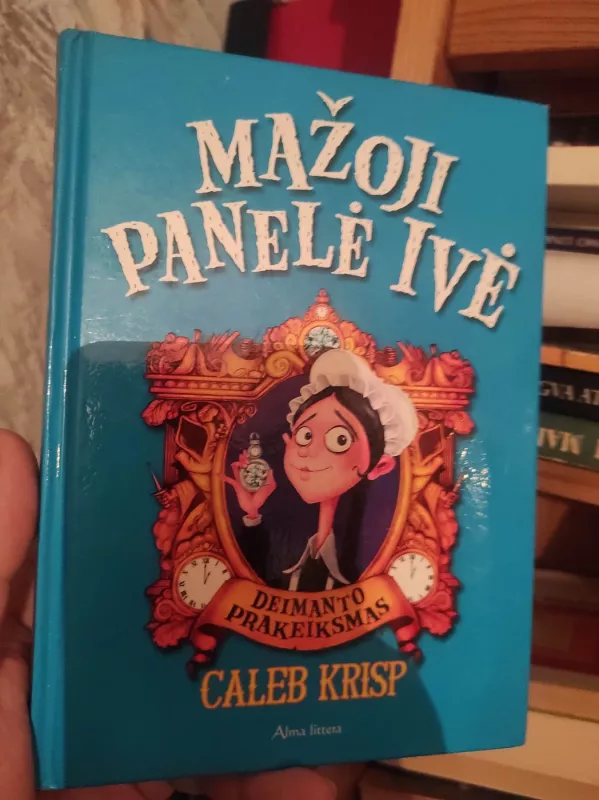 MAŽOJI
PANELĖ IVĖ
DEIMANTO
PRAKEIKSMAS
CALEB KRISP
Alma littera